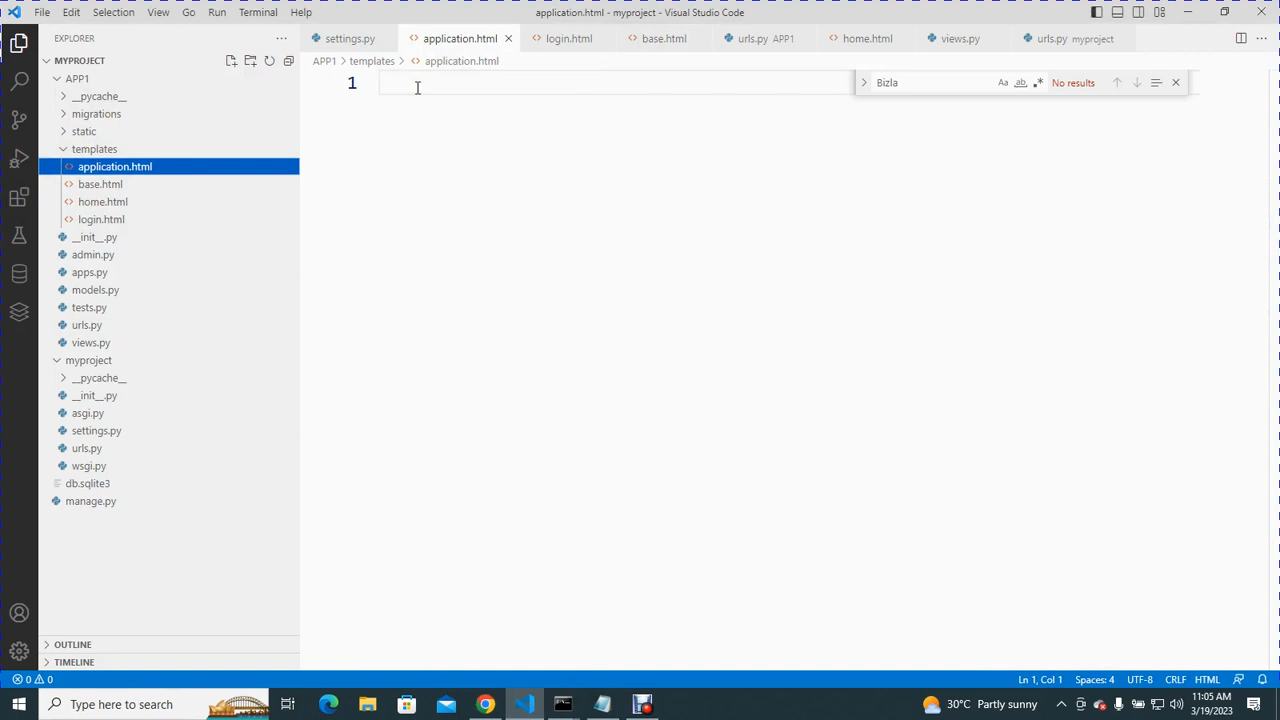 File Edit Selection View Go Run Terminal Help
application.html - myproject - Visual Studio Code
EXPLORER
settings.py
application.html
login.html
base.html
urls.py APP1
home.html
views.py
urls.py myproject
MYPROJECT
APP1 templates application.html
1
Bizla
Aa
ab
No results
APP1
__pycache__
migrations
static
templates
application.html
base.html
home.html
login.html
__init__.py
admin.py
apps.py
models.py
tests.py
urls.py
views.py
myproject
__pycache__
__init__.py
asgi.py
settings.py
urls.py
wsgi.py
db.sqlite3
manage.py
OUTLINE
TIMELINE
0 0
Ln 1, Col 1
Spaces: 4
UTF-8
CRLF
HTML
Type here to search
30°C Partly sunny
11:05 AM
3/19/2023